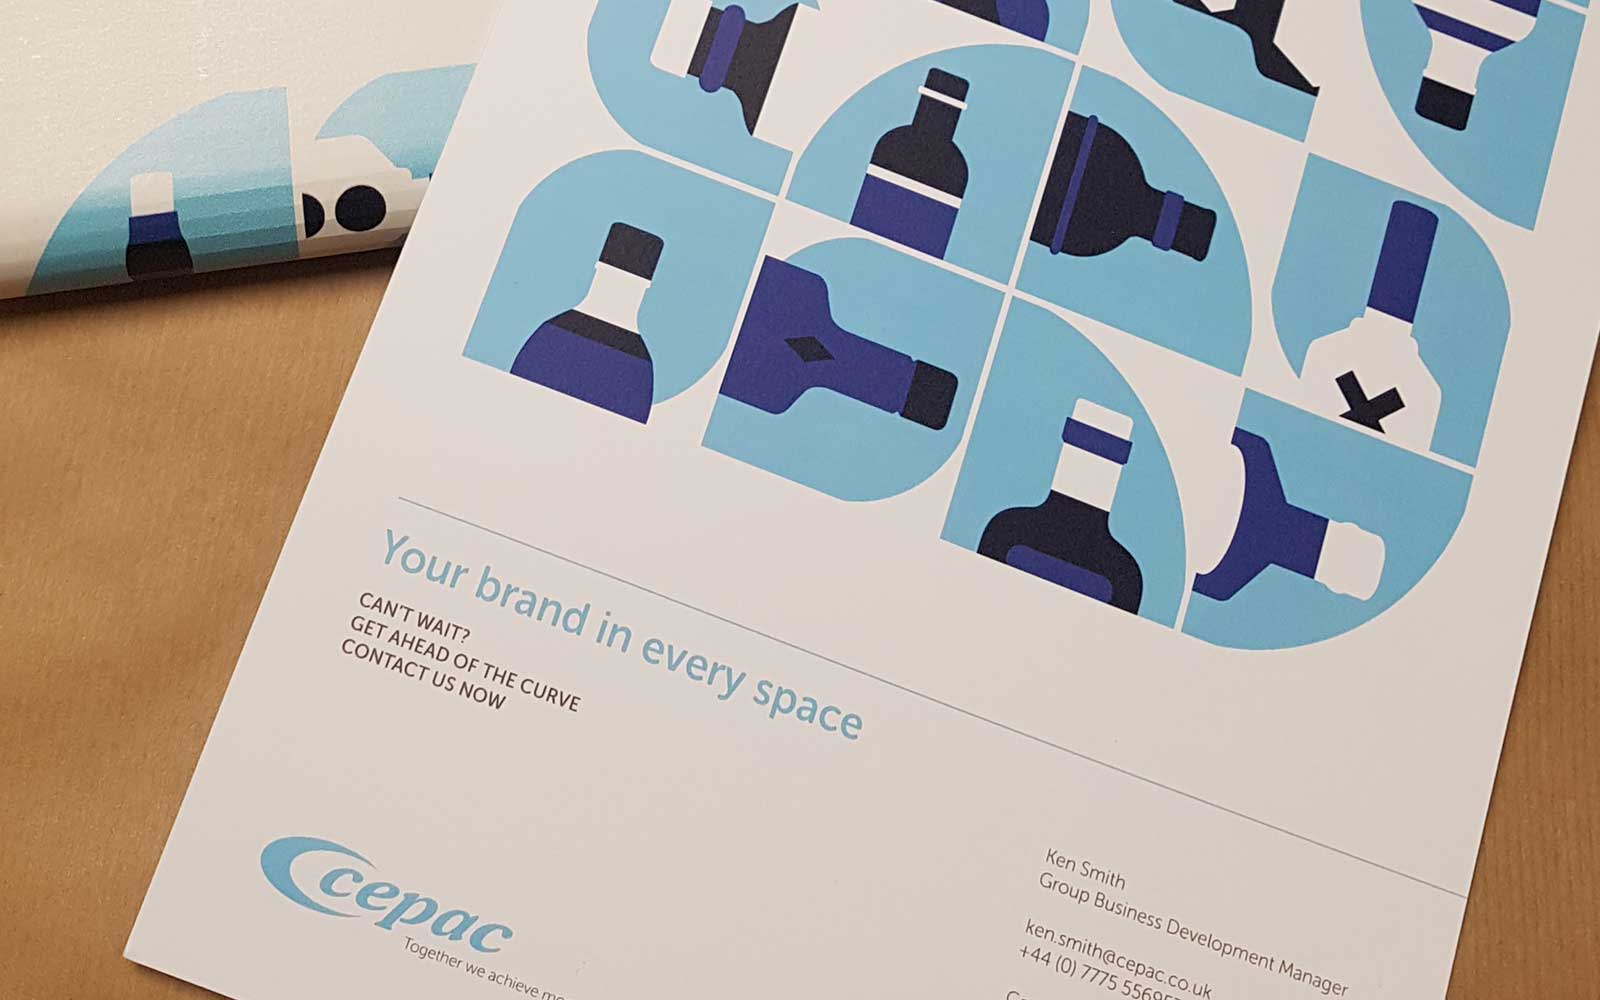 Your brand in every space
CAN'T WAIT?
GET AHEAD OF THE CURVE
CONTACT US NOW
cepac
Together we achieve
Ken Smith
Group Business Development Manager
ken.smith@cepac.co.uk
+44 (0) 7775